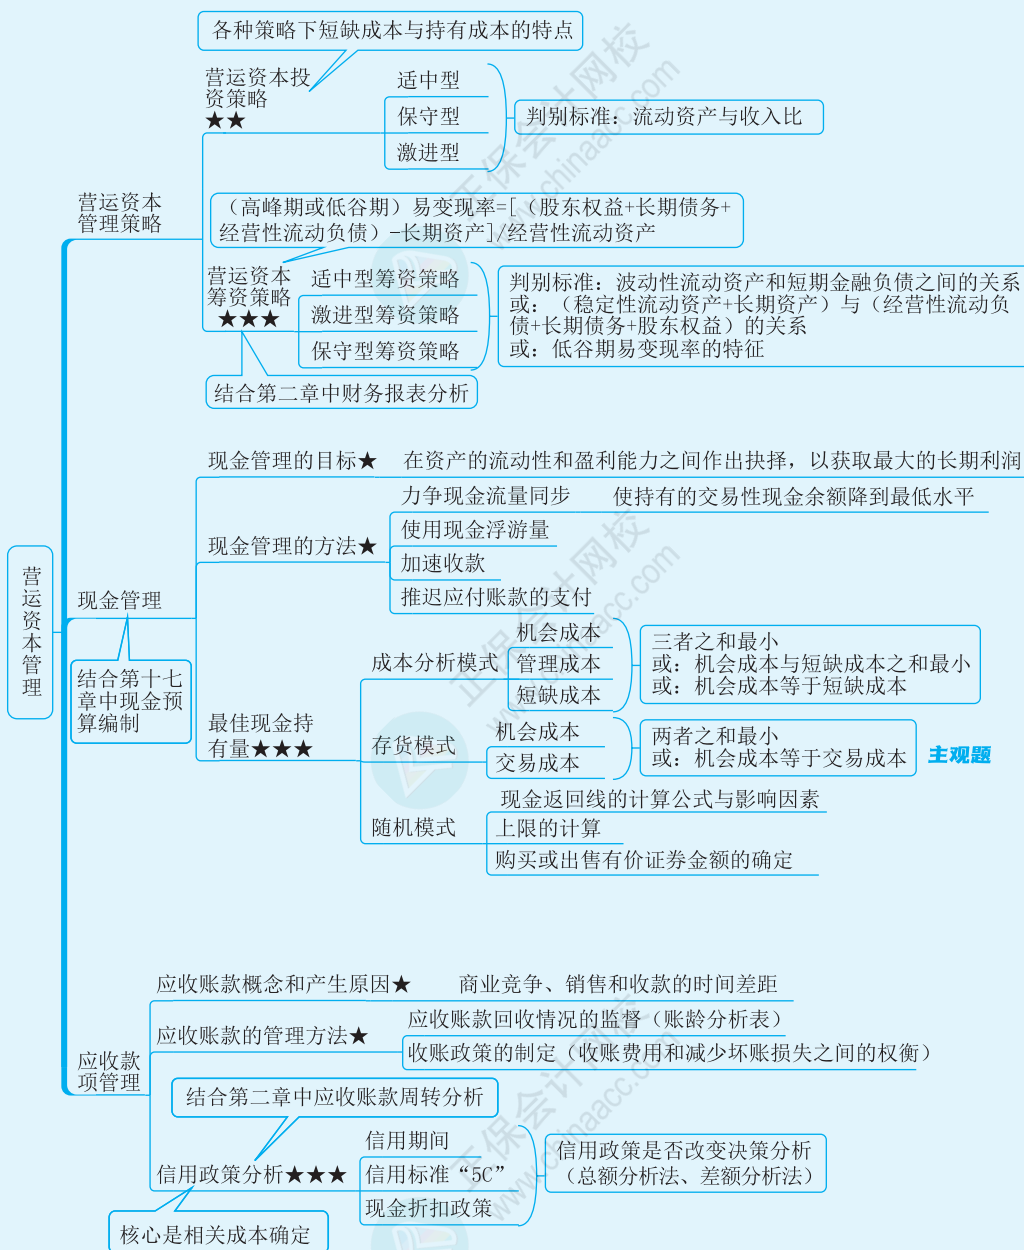 各种策略下短缺成本与持有成本的特点
营运资本投
资策略
★★
适中型
保守型
激进型
判别标准：流动资产与收入比
营运资本
管理策略
（高峰期或低谷期）易变现率=[（股东权益+长期债务+
经营性流动负债）-长期资产]/经营性流动资产
营运资本
筹资策略
★★★
适中型筹资策略
激进型筹资策略
保守型筹资策略
判别标准：波动性流动资产和短期金融负债之间的关系
或：（稳定性流动资产+长期资产）与（经营性流动负
债+长期债务+股东权益）的关系
或：低谷期易变现率的特征
结合第二章中财务报表分析
营运资本管理
现金管理
结合第十七
章中现金预
算编制
现金管理的目标★ 在资产的流动性和盈利能力之间作出抉择，以获取最大的长期利润
现金管理的方法★
力争现金流量同步 使持有的交易性现金余额降到最低水平
使用现金浮游量
加速收款
推迟应付账款的支付
最佳现金持
有量★★★
成本分析模式
机会成本
管理成本
短缺成本
三者之和最小
或：机会成本与短缺成本之和最小
或：机会成本等于短缺成本
存货模式
机会成本
交易成本
两者之和最小
或：机会成本等于交易成本
主观题
随机模式
现金返回线的计算公式与影响因素
上限的计算
购买或出售有价证券金额的确定
应收款
项管理
应收账款概念和产生原因★ 商业竞争、销售和收款的时间差距
应收账款的管理方法★
应收账款回收情况的监督（账龄分析表）
收账政策的制定（收账费用和减少坏账损失之间的权衡）
结合第二章中应收账款周转分析
信用政策分析★★★
信用期间
信用标准“5C”
现金折扣政策
信用政策是否改变决策分析
（总额分析法、差额分析法）
核心是相关成本确定
正保会计网校
www.chinaacc.com
正保会计网校
www.chinaacc.com
正保会计网校
www.chinaacc.com